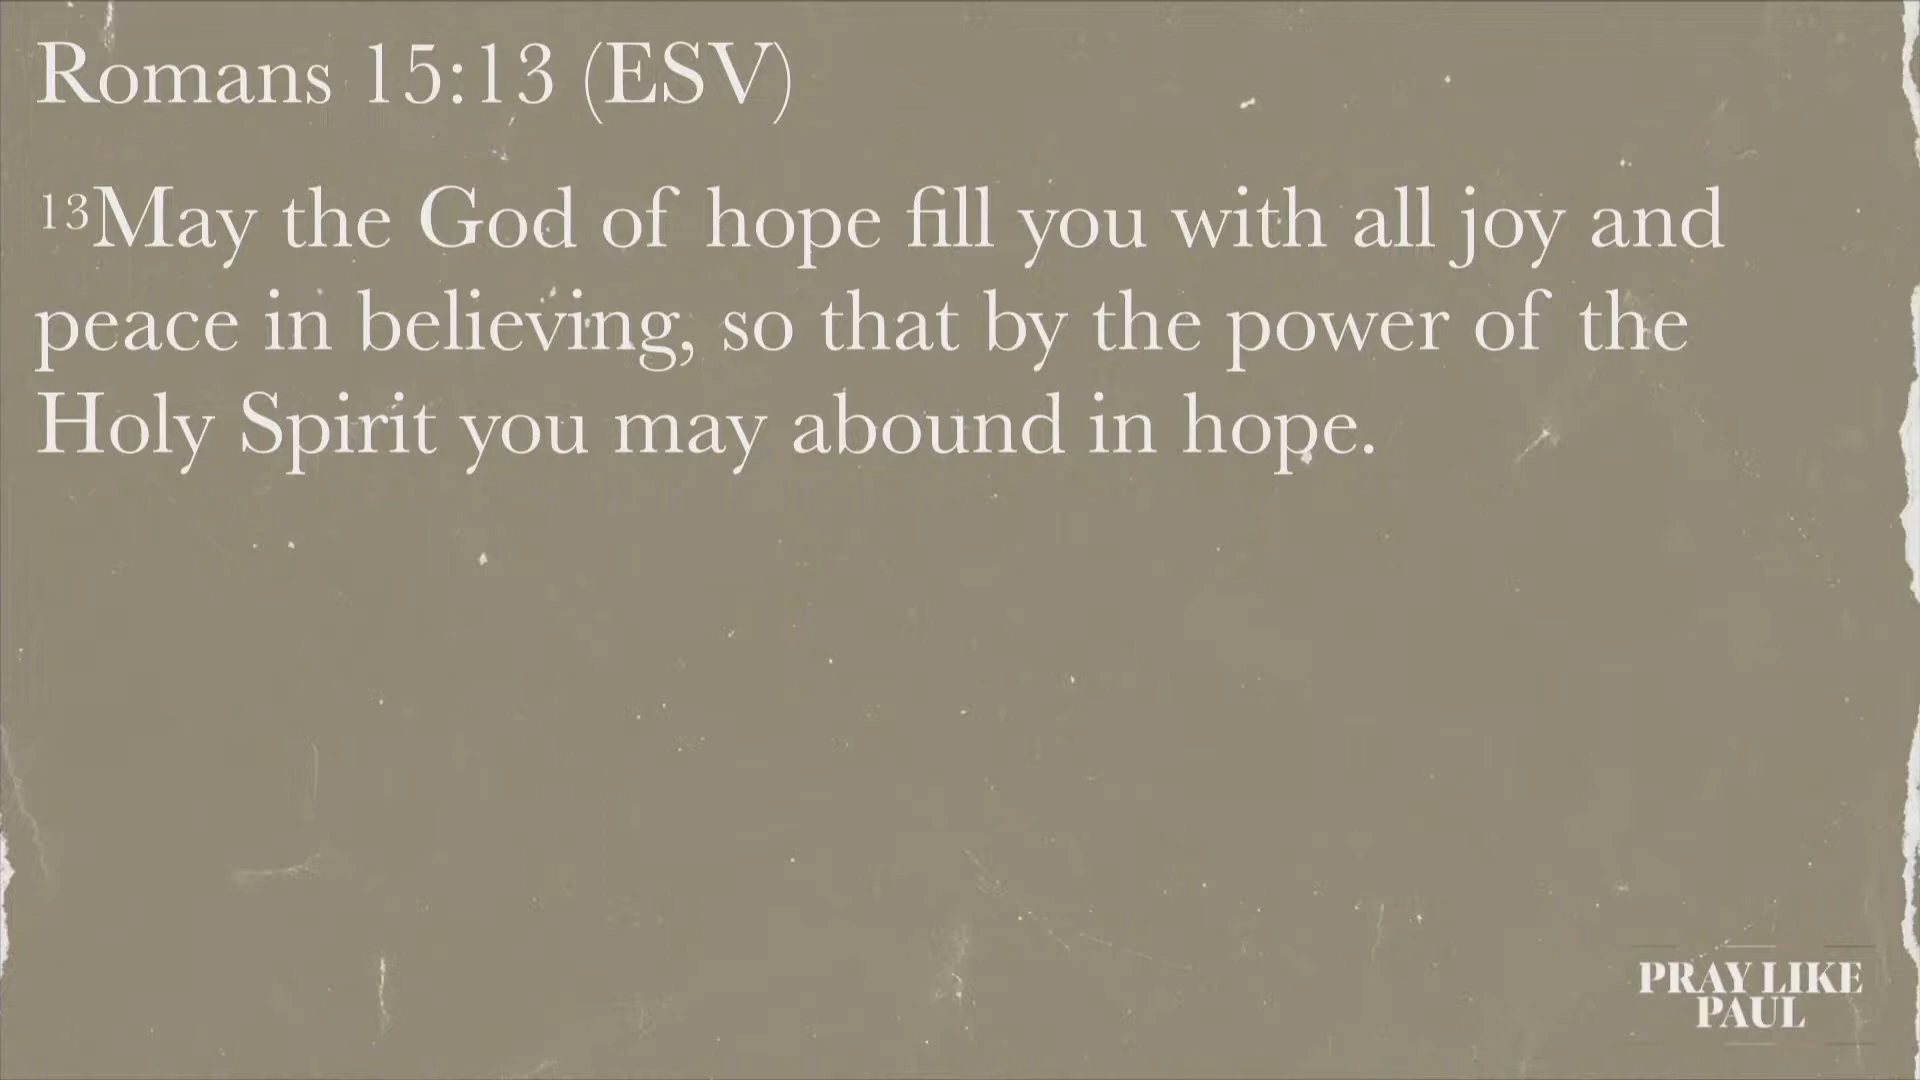 Romans 15:13 (ESV)
13May the God of hope fill you with all joy and
peace in believing, so that by the power of the
Holy Spirit you may abound in hope.
PRAY LIKE
PAUL